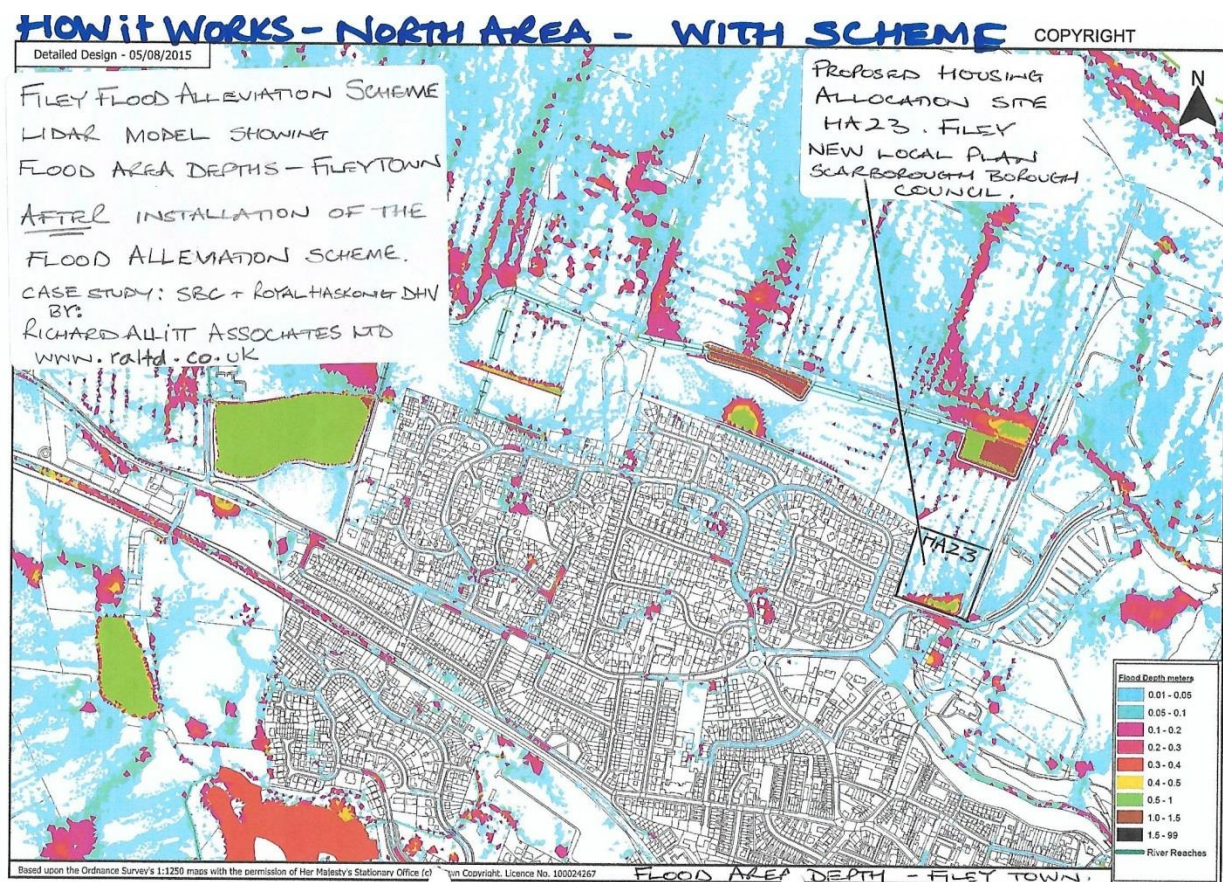 HOW it WORKS - NORTH AREA - WITH SCHEME
COPYRIGHT
Detailed Design - 05/08/2015
FILEY FLOOD ALLEVIATION SCHEME
LIDAR MODEL SHOWING
FLOOD AREA DEPTHS - FILEYTOWN
AFTER INSTALLATION OF THE
FLOOD ALLEVIATION SCHEME.
CASE STUDY: SBC + ROYAL HASKONIG DHV
BY:
RICHARD ALLITT ASSOCIATES LTD
WWW.raltd.co.uk
PROPOSED HOUSING
ALLOCATION SITE
HA23. FILEY
NEW LOCAL PLAN
SCARBOROUGH BOROUGH
COUNCIL.
N
HA23
Flood Depth meters
0.01 - 0.05
0.05 - 0.1
0.1 - 0.2
0.2 - 0.3
0.3 - 0.4
0.4 - 0.5
0.5 - 1
1.0 - 1.5
1.5 - 99
River Reaches
Based upon the Ordnance Survey's 1:1250 maps with the permission of Her Majesty's Stationary Office (c) wn Copyright. Licence No. 100024267
FLOOD AREA DEPTH - FILEY TOWN.